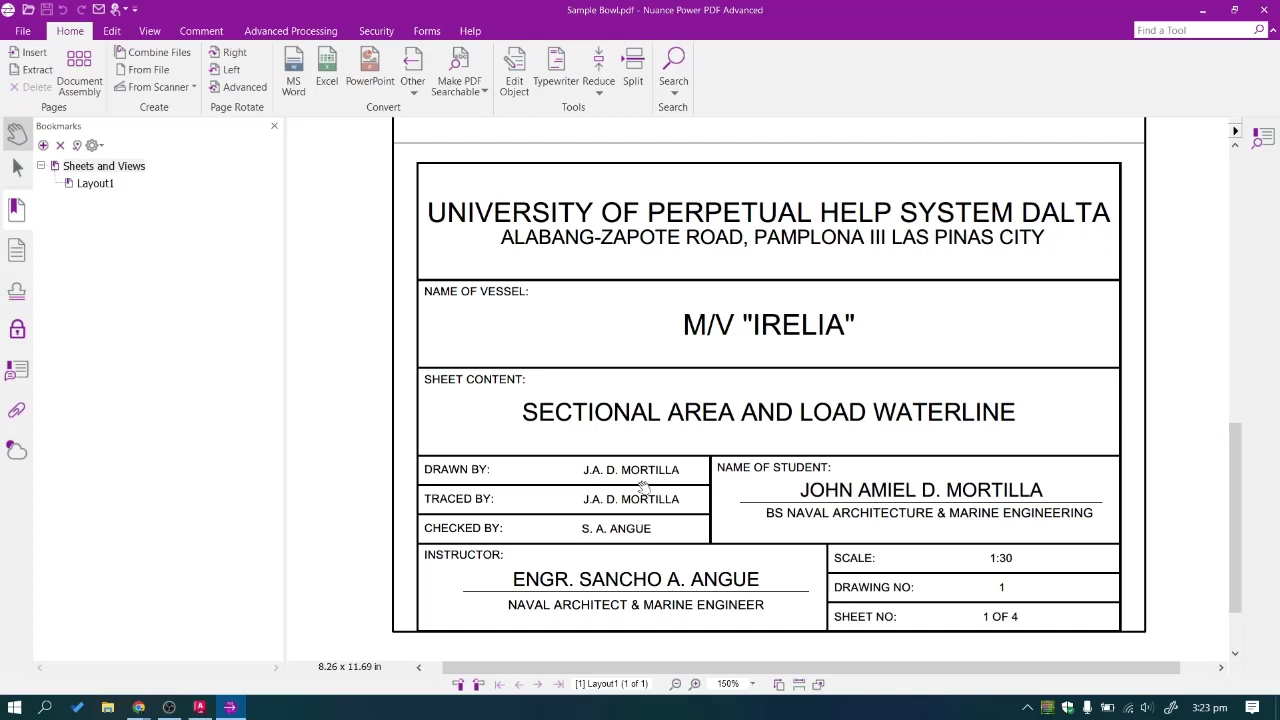 Sample Bowl.pdf - Nuance Power PDF Advanced
File Home Edit View Comment Advanced Processing Security Forms Help
Find a Tool
Insert
Extract
Delete
Document Assembly
Pages
Combine Files
From File
From Scanner
Create
Right
Left
Advanced
Page Rotate
MS Word
Excel
PowerPoint
Other
Make PDF Searchable
Convert
Edit Object
Typewriter
Reduce
Split
Tools
Search
Search
Bookmarks
Sheets and Views
Layout1
UNIVERSITY OF PERPETUAL HELP SYSTEM DALTA
ALABANG-ZAPOTE ROAD, PAMPLONA III LAS PINAS CITY
NAME OF VESSEL:
M/V "IRELIA"
SHEET CONTENT:
SECTIONAL AREA AND LOAD WATERLINE
DRAWN BY: J.A. D. MORTILLA
TRACED BY: J.A. D. MORTILLA
CHECKED BY: S. A. ANGUE
NAME OF STUDENT:
JOHN AMIEL D. MORTILLA
BS NAVAL ARCHITECTURE & MARINE ENGINEERING
INSTRUCTOR:
ENGR. SANCHO A. ANGUE
NAVAL ARCHITECT & MARINE ENGINEER
SCALE: 1:30
DRAWING NO: 1
SHEET NO: 1 OF 4
8.26 x 11.69 in
[1] Layout1 (1 of 1)
150%
3:23 pm